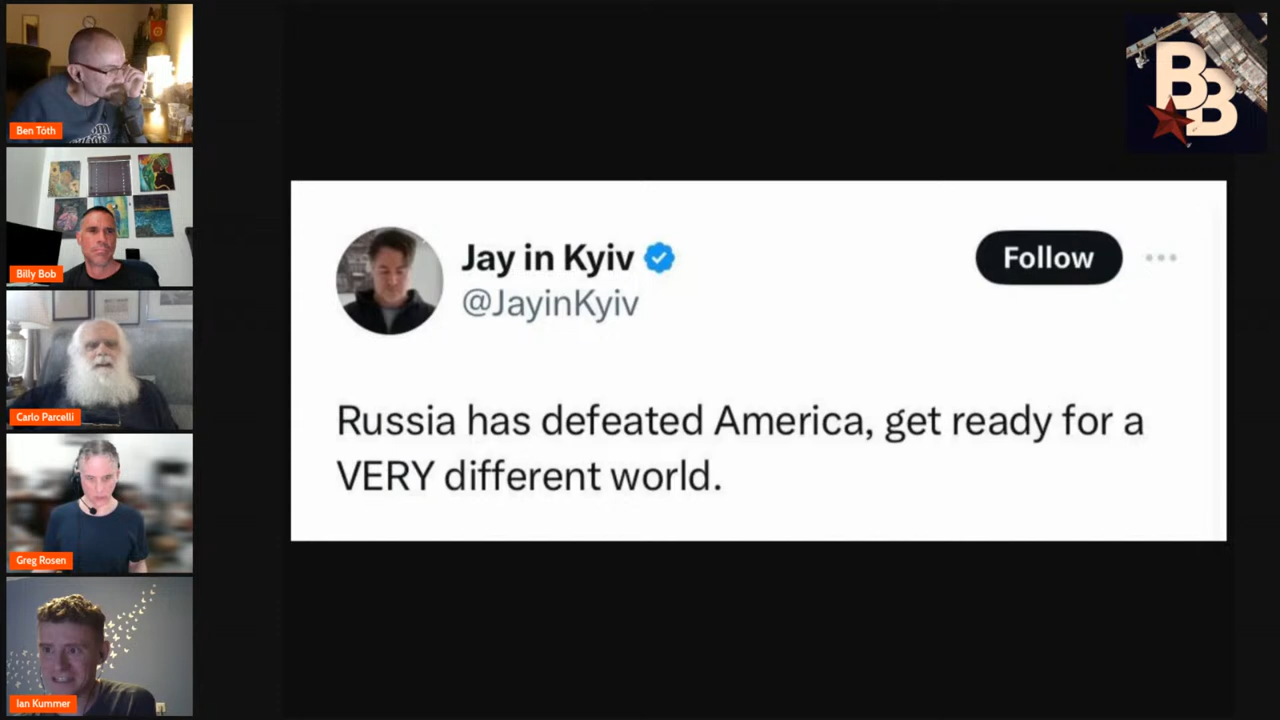 Ben Tóth
Billy Bob
Carlo Parcelli
Greg Rosen
Ian Kummer
BB
Jay in Kyiv
@JayinKyiv
Follow
Russia has defeated America, get ready for a
VERY different world.